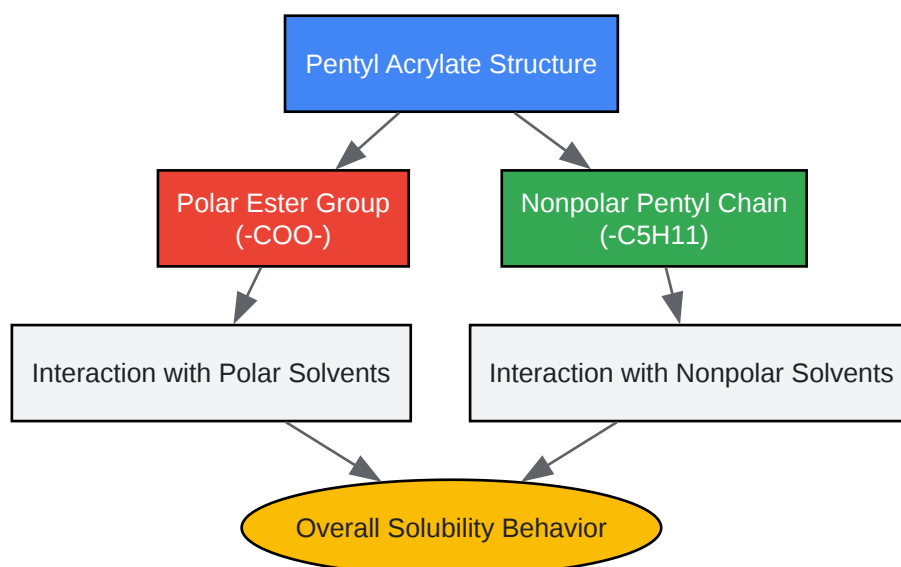 Pentyl Acrylate Structure
Polar Ester Group
(-COO-)
Nonpolar Pentyl Chain
(-C5H11)
Interaction with Polar Solvents
Interaction with Nonpolar Solvents
Overall Solubility Behavior